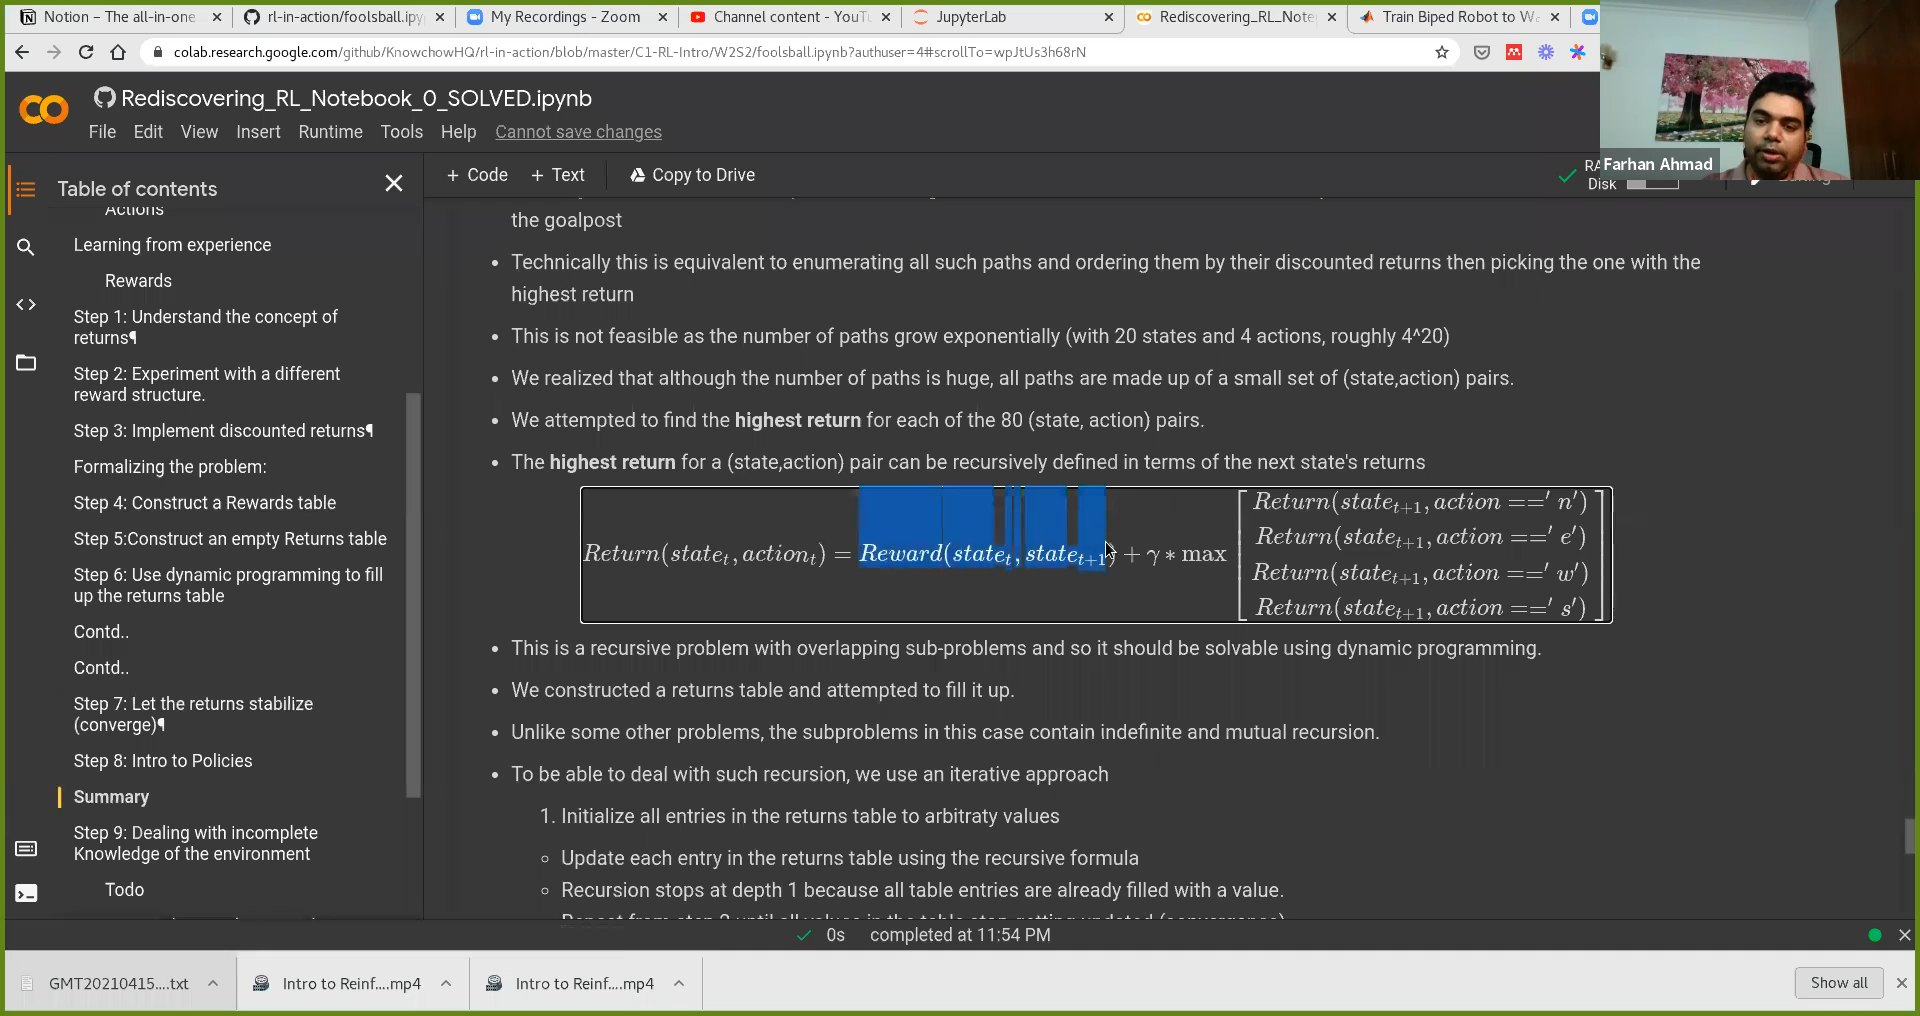 Notion – The all-in-one
rl-in-action/foolsball.ipy
My Recordings - Zoom
Channel content - YouTu
JupyterLab
Rediscovering_RL_Note
Train Biped Robot to Wa
colab.research.google.com/github/KnowchowHQ/rl-in-action/blob/master/C1-RL-Intro/W2S2/foolsball.ipynb?authuser=4#scrollTo=wpJtUs3h68rN
Rediscovering_RL_Notebook_0_SOLVED.ipynb
File Edit View Insert Runtime Tools Help Cannot save changes
Farhan Ahmad
Table of contents
+ Code + Text Copy to Drive
RA
Disk
Actions
Learning from experience
Rewards
Step 1: Understand the concept of
returns¶
Step 2: Experiment with a different
reward structure.
Step 3: Implement discounted returns¶
Formalizing the problem:
Step 4: Construct a Rewards table
Step 5:Construct an empty Returns table
Step 6: Use dynamic programming to fill
up the returns table
Contd..
Contd..
Step 7: Let the returns stabilize
(converge)¶
Step 8: Intro to Policies
Summary
Step 9: Dealing with incomplete
Knowledge of the environment
Todo
the goalpost
• Technically this is equivalent to enumerating all such paths and ordering them by their discounted returns then picking the one with the
highest return
• This is not feasible as the number of paths grow exponentially (with 20 states and 4 actions, roughly 4^20)
• We realized that although the number of paths is huge, all paths are made up of a small set of (state,action) pairs.
• We attempted to find the highest return for each of the 80 (state, action) pairs.
• The highest return for a (state,action) pair can be recursively defined in terms of the next state's returns
Return(state_t, action_t) = Reward(state_t, state_{t+1}) + γ * max
Return(state_{t+1}, action ==' n')
Return(state_{t+1}, action ==' e')
Return(state_{t+1}, action ==' w')
Return(state_{t+1}, action ==' s')
• This is a recursive problem with overlapping sub-problems and so it should be solvable using dynamic programming.
• We constructed a returns table and attempted to fill it up.
• Unlike some other problems, the subproblems in this case contain indefinite and mutual recursion.
• To be able to deal with such recursion, we use an iterative approach
1. Initialize all entries in the returns table to arbitraty values
◦ Update each entry in the returns table using the recursive formula
◦ Recursion stops at depth 1 because all table entries are already filled with a value.
0s completed at 11:54 PM
GMT20210415....txt
Intro to Reinf....mp4
Intro to Reinf....mp4
Show all